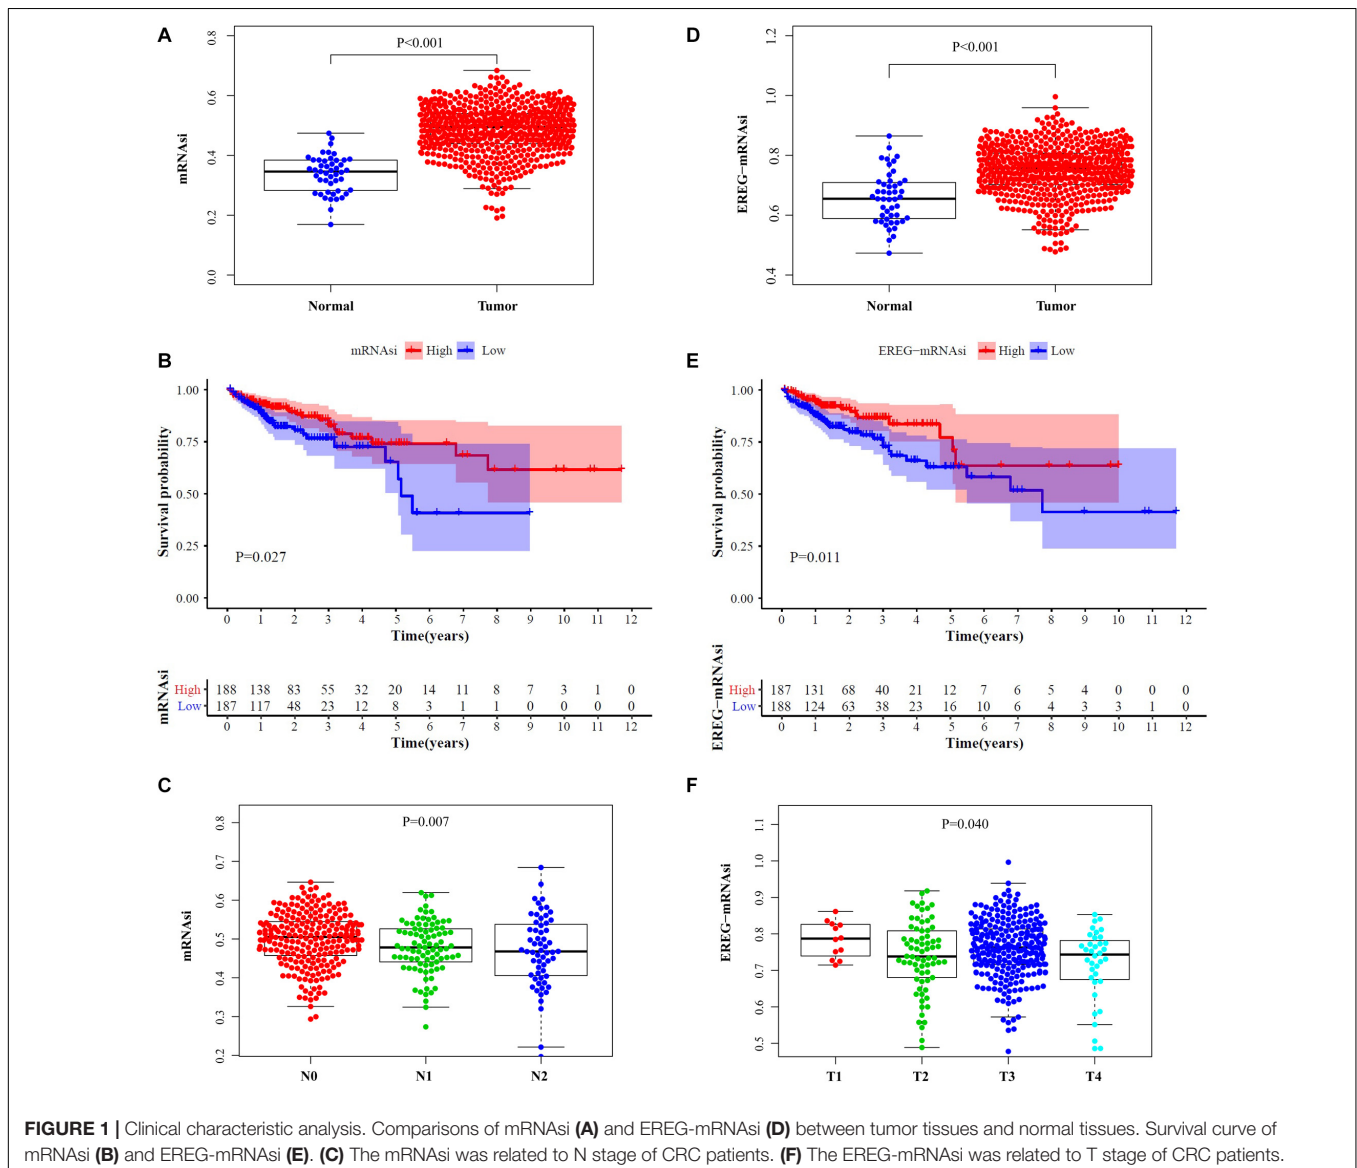 A
mRNAsi
0.8
0.6
0.4
0.2
0.0
P<0.001
Normal Tumor
D
EREG−mRNAsi
1.2
1.0
0.8
0.6
0.4
P<0.001
Normal Tumor
B
mRNAsi High Low
Survival probability
1.00
0.75
0.50
0.25
0.00
P=0.027
0 1 2 3 4 5 6 7 8 9 10 11 12
Time(years)
mRNAsi
High 188 138 83 55 32 20 14 11 8 7 3 1 0
Low 187 117 48 23 12 8 3 1 1 0 0 0 0
0 1 2 3 4 5 6 7 8 9 10 11 12
Time(years)
E
EREG−mRNAsi High Low
Survival probability
1.00
0.75
0.50
0.25
0.00
P=0.011
0 1 2 3 4 5 6 7 8 9 10 11 12
Time(years)
EREG−mRNAsi
High 187 131 68 40 21 12 7 6 5 4 0 0 0
Low 188 124 63 38 23 16 10 6 4 3 3 1 0
0 1 2 3 4 5 6 7 8 9 10 11 12
Time(years)
C
mRNAsi
0.8
0.7
0.6
0.5
0.4
0.3
0.2
P=0.007
N0 N1 N2
F
EREG−mRNAsi
1.1
1.0
0.9
0.8
0.7
0.6
0.5
P=0.040
T1 T2 T3 T4
FIGURE 1 | Clinical characteristic analysis. Comparisons of mRNAsi (A) and EREG-mRNAsi (D) between tumor tissues and normal tissues. Survival curve of
mRNAsi (B) and EREG-mRNAsi (E). (C) The mRNAsi was related to N stage of CRC patients. (F) The EREG-mRNAsi was related to T stage of CRC patients.